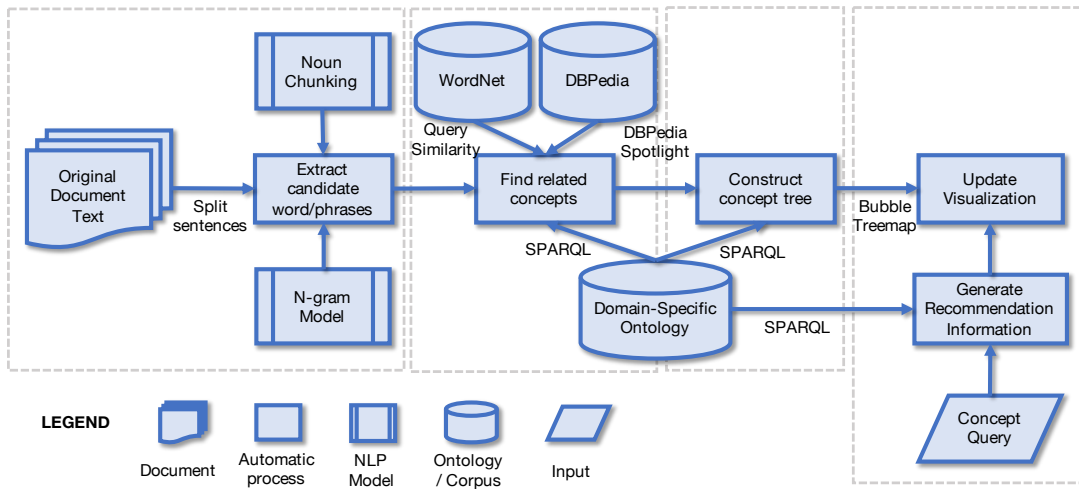 Noun
Chunking
WordNet
DBPedia
Query
Similarity
DBPedia
Spotlight
Original
Document
Text
Split
sentences
Extract
candidate
word/phrases
Find related
concepts
Construct
concept tree
Bubble
Treemap
Update
Visualization
SPARQL
SPARQL
N-gram
Model
Domain-Specific
Ontology
SPARQL
Generate
Recommendation
Information
Concept
Query
LEGEND
Document
Automatic
process
NLP
Model
Ontology
/ Corpus
Input